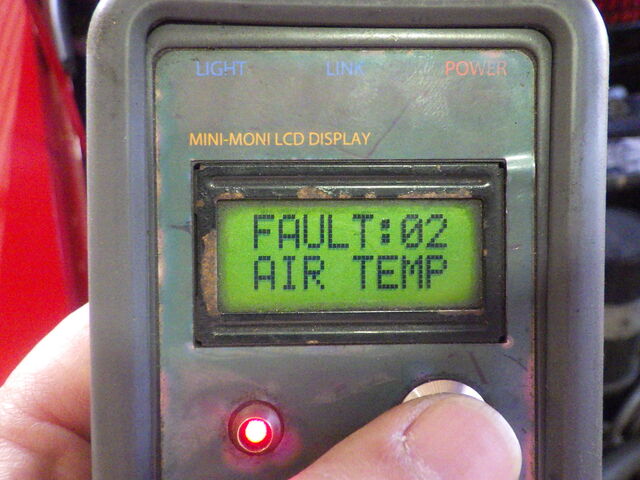 LIGHT LINK POWER
MINI-MONI LCD DISPLAY
FAULT:02
AIR TEMP